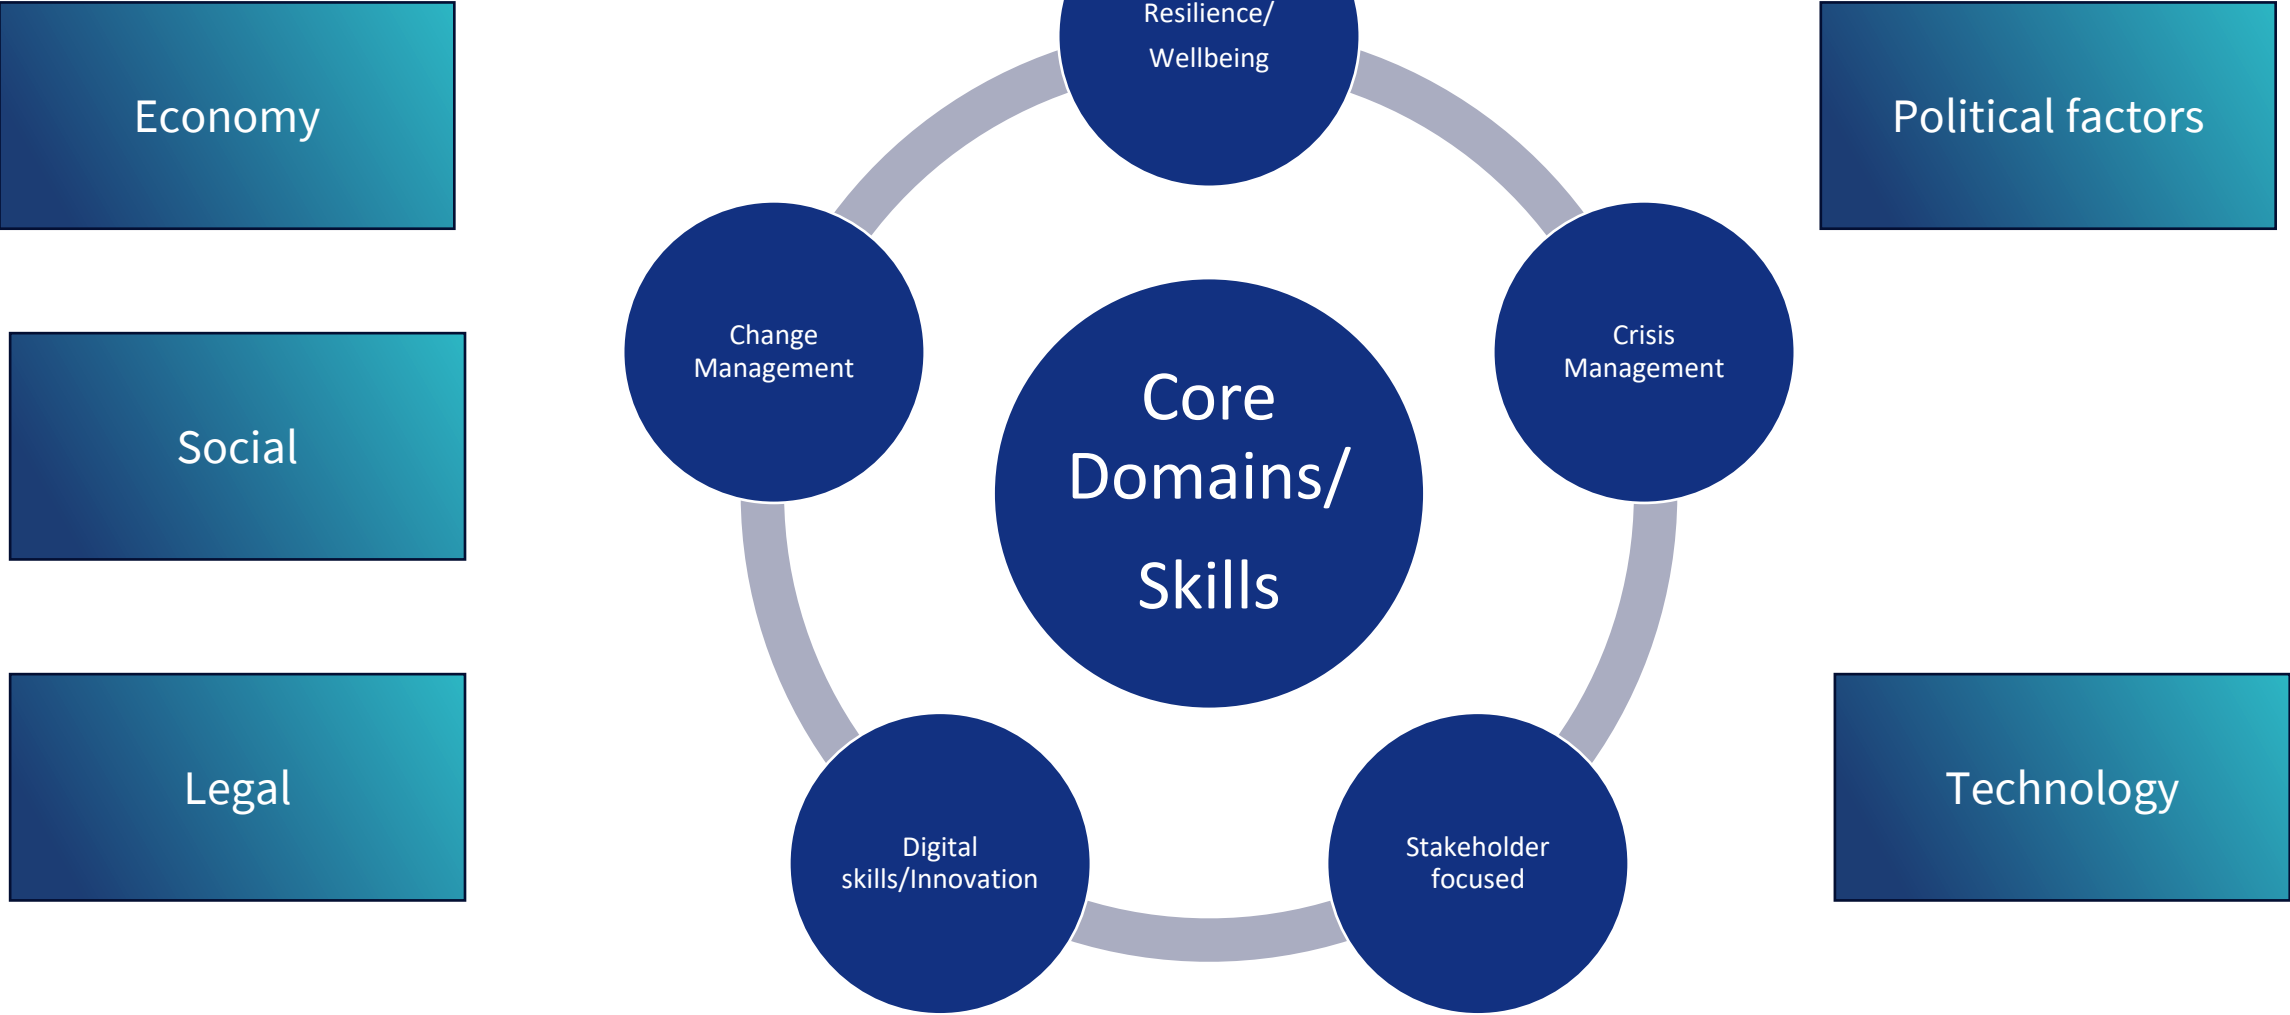 Resilience/
Wellbeing
Economy
Political factors
Change
Management
Crisis
Management
Core
Domains/
Skills
Social
Legal
Technology
Digital
skills/Innovation
Stakeholder
focused